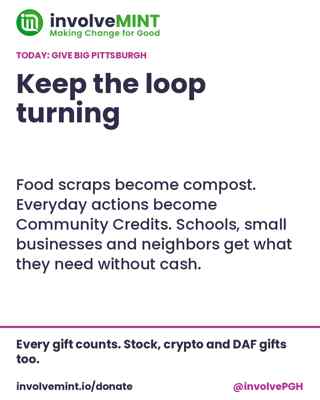 in involveMINT
Making Change for Good
TODAY: GIVE BIG PITTSBURGH
Keep the loop
turning
Food scraps become compost.
Everyday actions become
Community Credits. Schools, small
businesses and neighbors get what
they need without cash.
Every gift counts. Stock, crypto and DAF gifts
too.
involvemint.io/donate @involvePGH